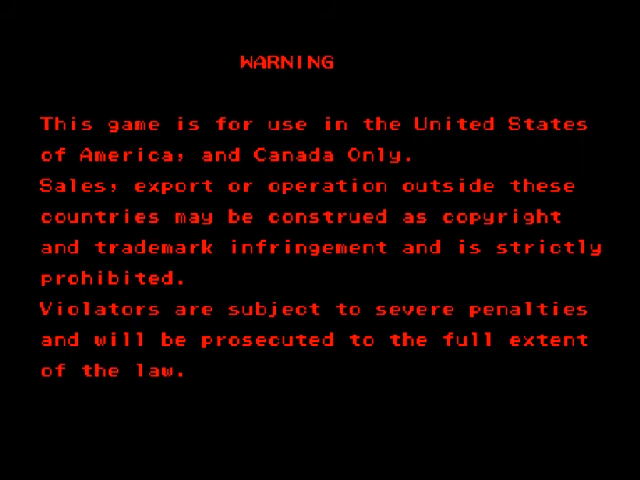 WARNING
This game is for use in the United States
of America, and Canada Only.
Sales, export or operation outside these
countries may be construed as copyright
and trademark infringement and is strictly
prohibited.
Violators are subject to severe penalties
and will be prosecuted to the full extent
of the law.